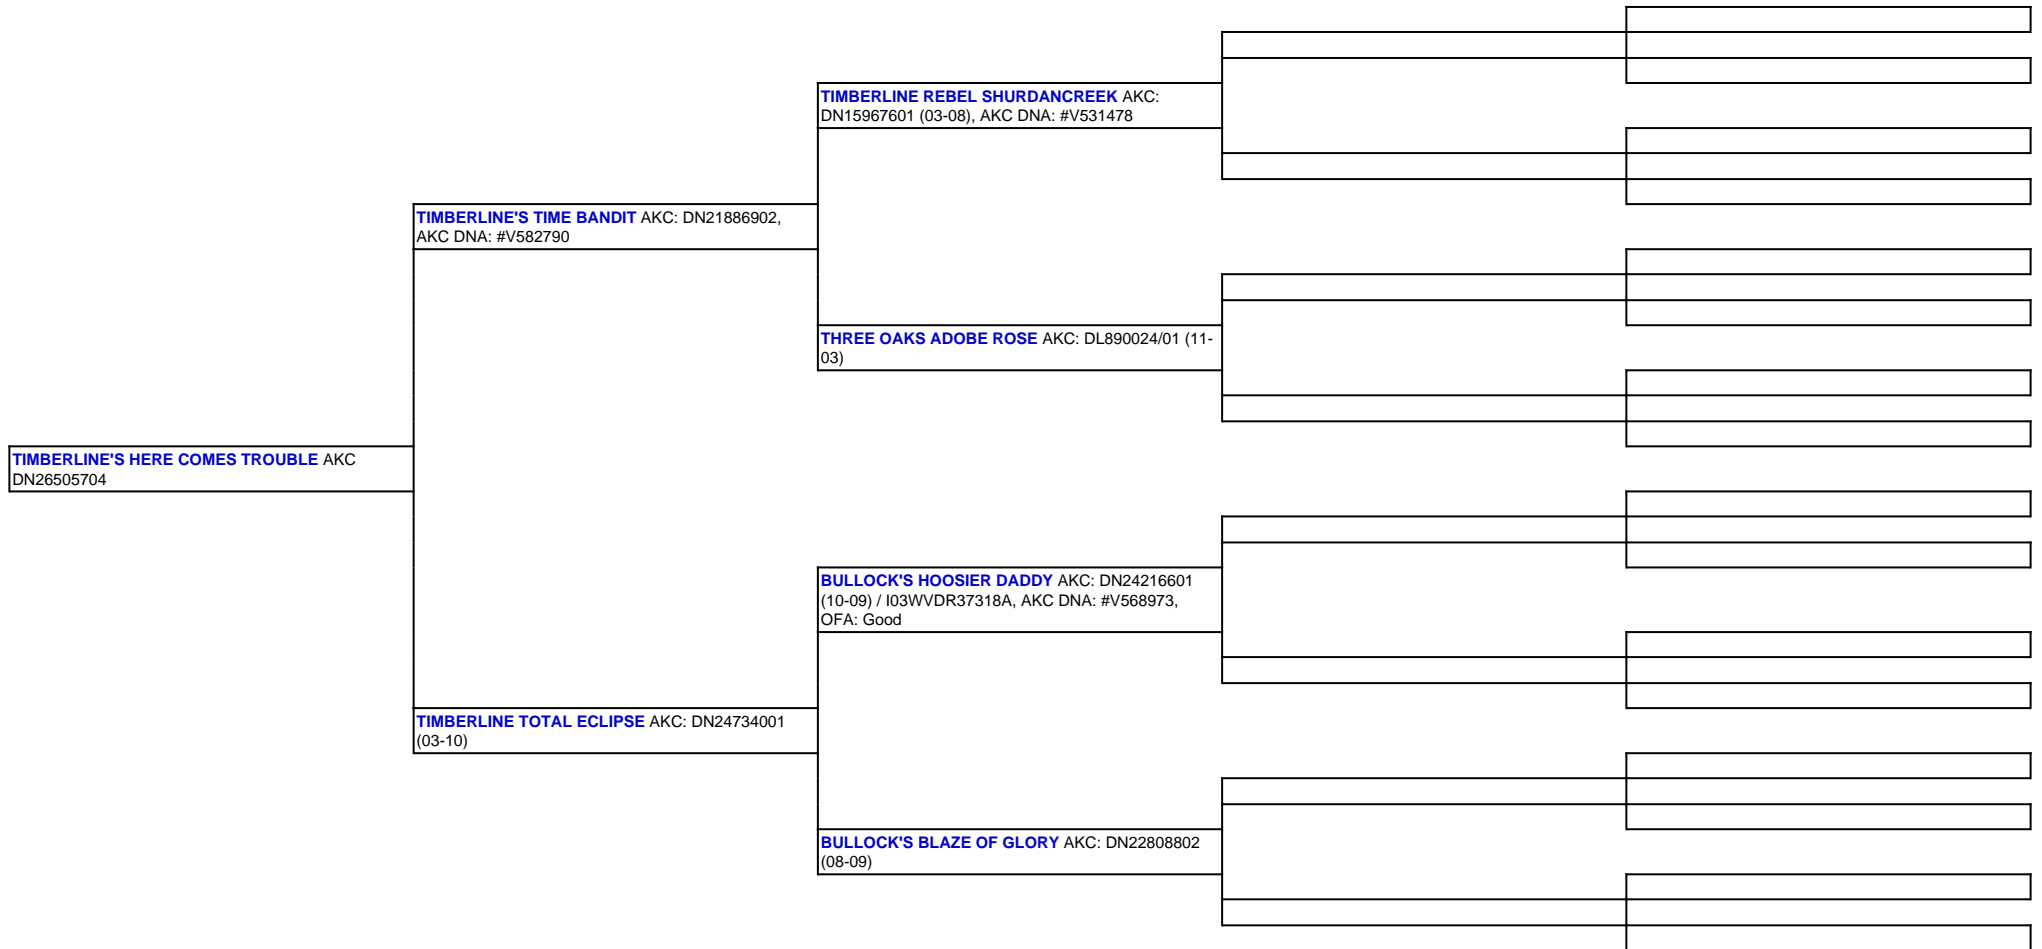 TIMBERLINE REBEL SHURDANCREEK AKC:
DN15967601 (03-08), AKC DNA: #V531478
TIMBERLINE'S TIME BANDIT AKC: DN21886902,
AKC DNA: #V582790
THREE OAKS ADOBE ROSE AKC: DL890024/01 (11-
03)
TIMBERLINE'S HERE COMES TROUBLE AKC
DN26505704
BULLOCK'S HOOSIER DADDY AKC: DN24216601
(10-09) / I03WVDR37318A, AKC DNA: #V568973,
OFA: Good
TIMBERLINE TOTAL ECLIPSE AKC: DN24734001
(03-10)
BULLOCK'S BLAZE OF GLORY AKC: DN22808802
(08-09)